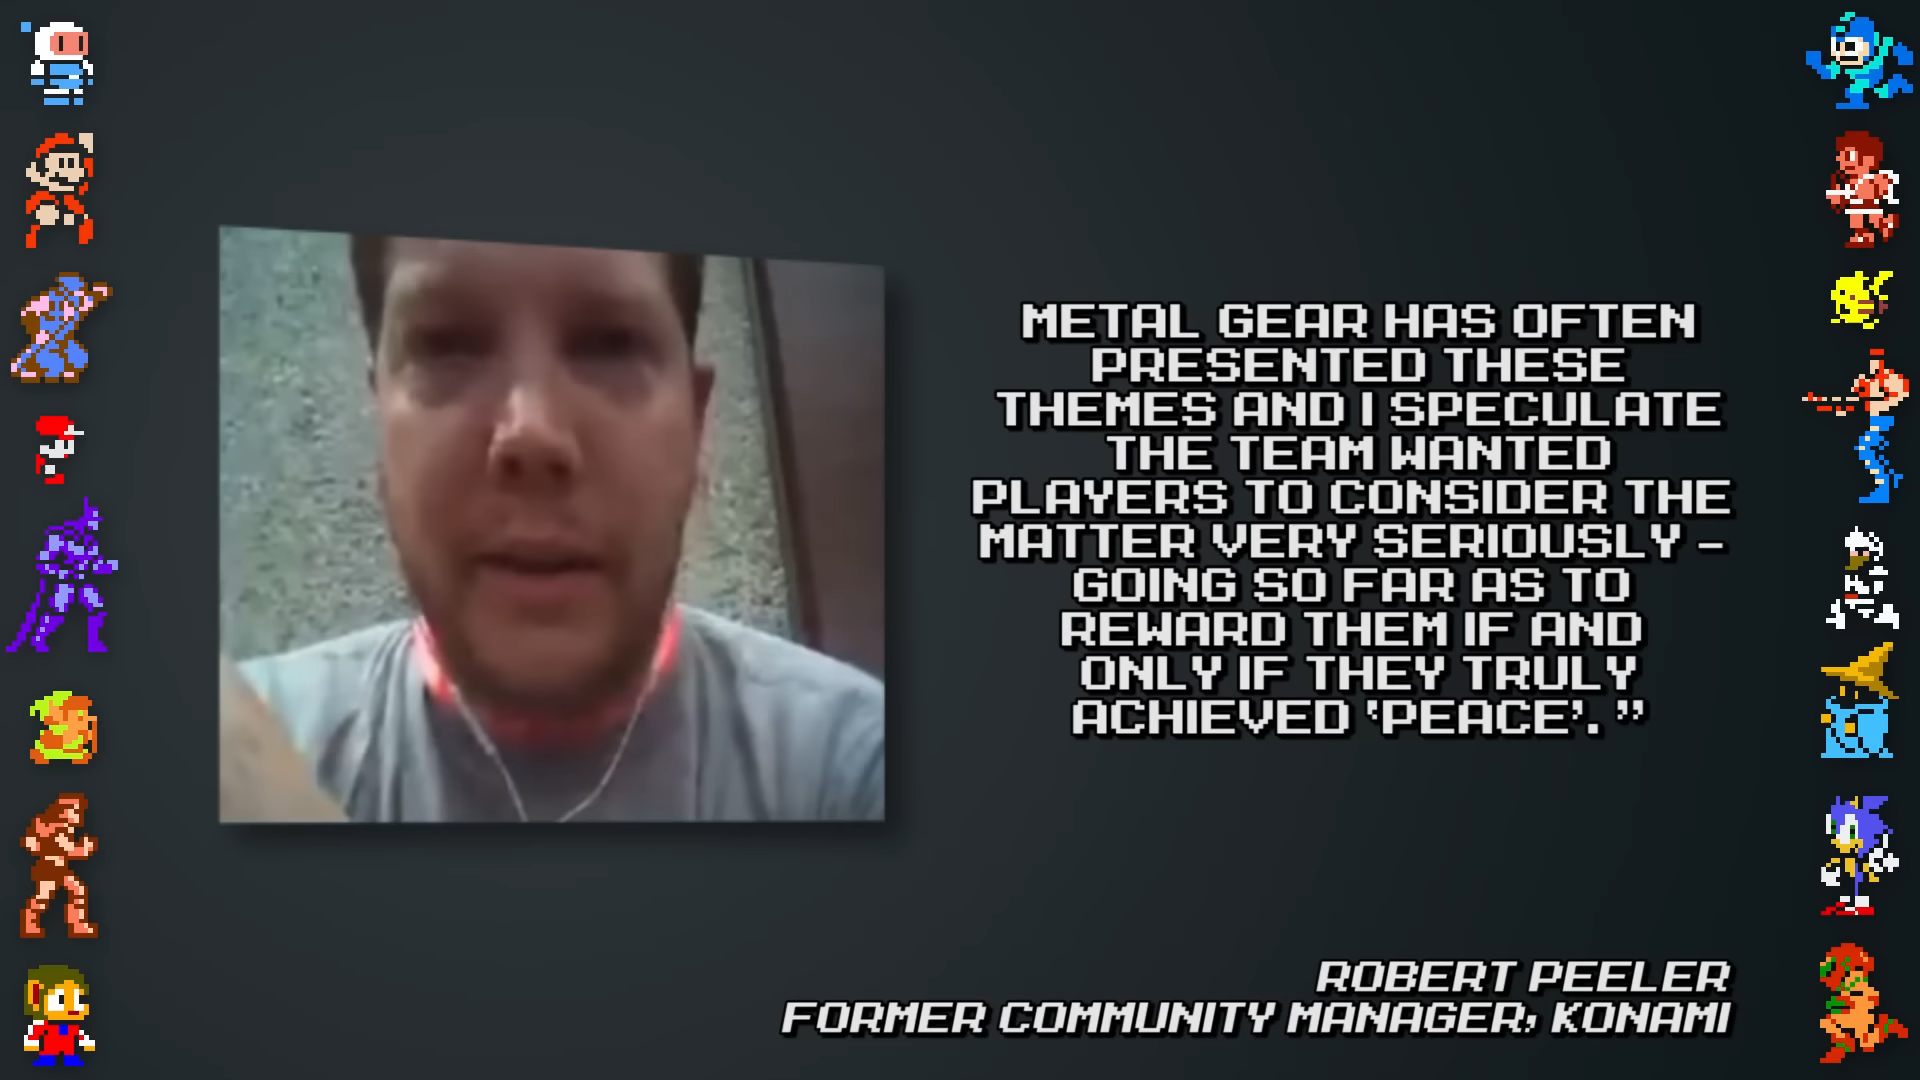 METAL GEAR HAS OFTEN
PRESENTED THESE
THEMES AND I SPECULATE
THE TEAM WANTED
PLAYERS TO CONSIDER THE
MATTER VERY SERIOUSLY –
GOING SO FAR AS TO
REWARD THEM IF AND
ONLY IF THEY TRULY
ACHIEVED ‘PEACE’. ”
ROBERT PEELER
FORMER COMMUNITY MANAGER, KONAMI